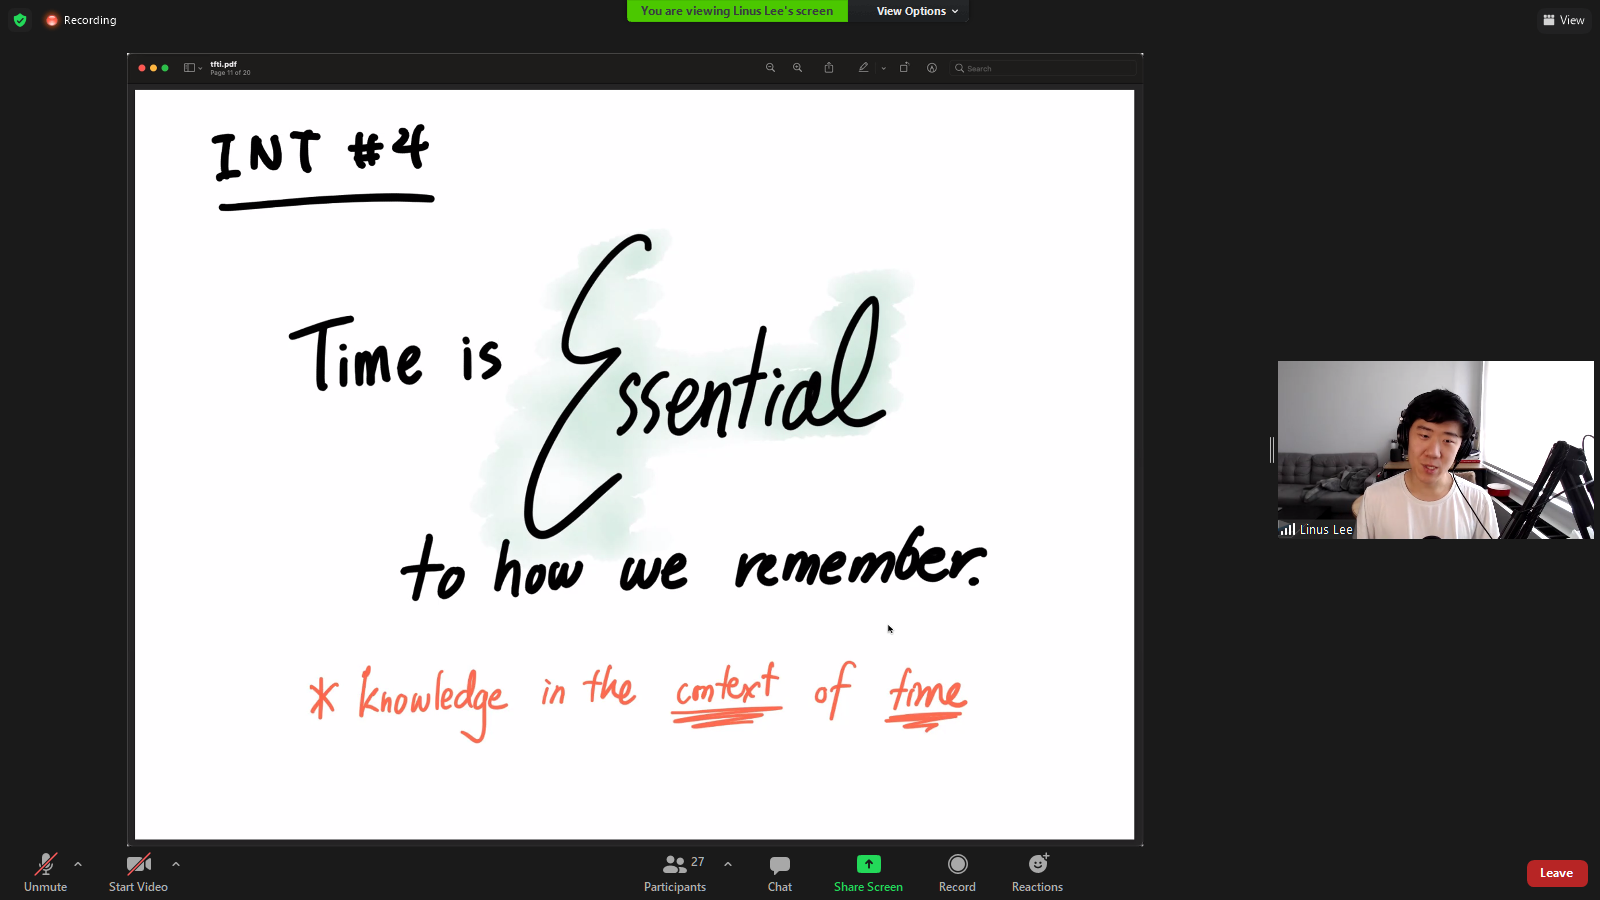 Recording
You are viewing Linus Lee's screen
View Options
View
tfti.pdf
Page 11 of 20
Search
INT #4
Time is Essential
to how we remember.
* knowledge in the context of time
Linus Lee
Unmute
Start Video
27
Participants
Chat
Share Screen
Record
Reactions
Leave